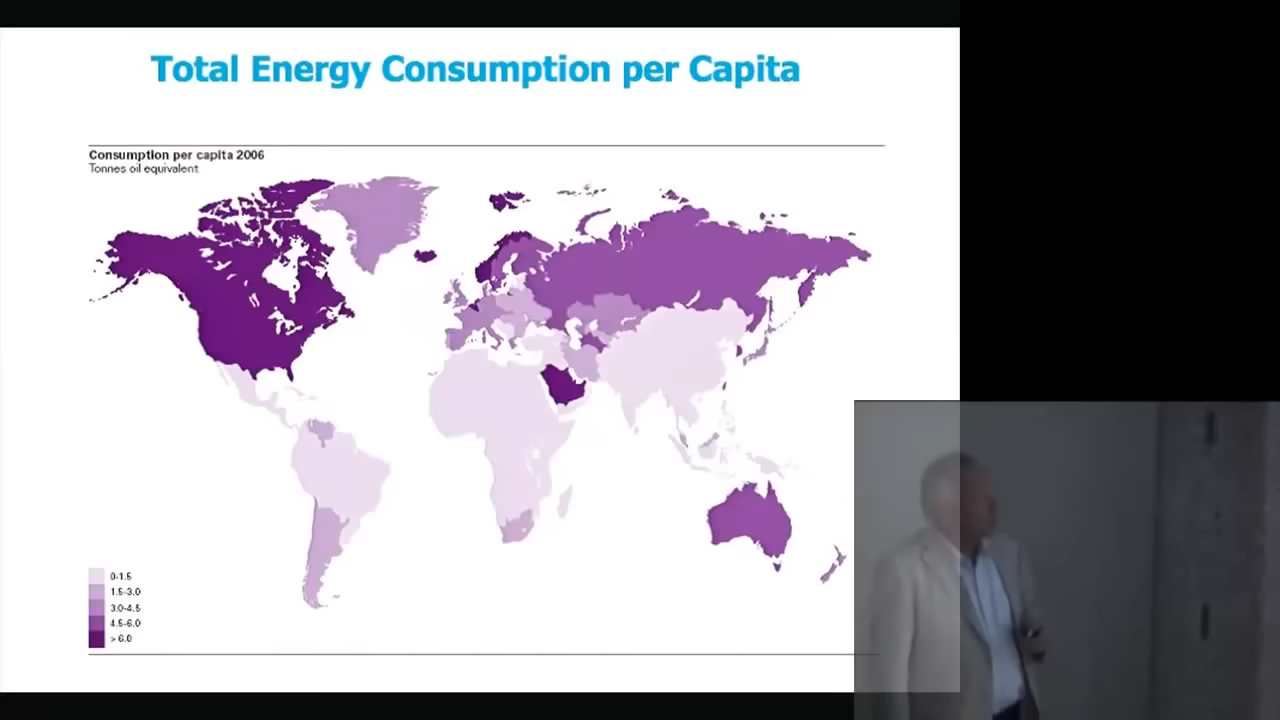 Total Energy Consumption per Capita
Consumption per capita 2006
Tonnes oil equivalent
0-1.5
1.5-3.0
3.0-4.5
4.5-6.0
> 6.0